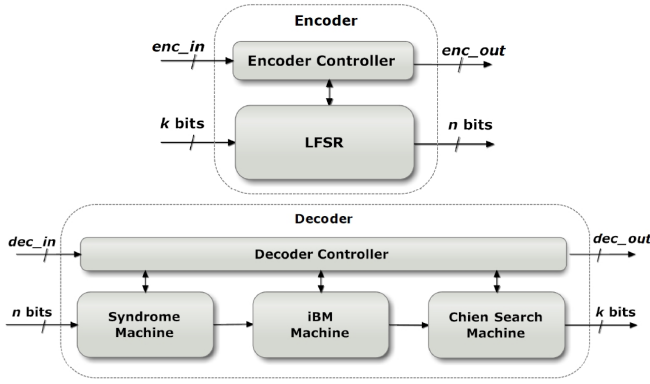 Encoder
enc_in
Encoder Controller
enc_out
k bits
LFSR
n bits
Decoder
dec_in
Decoder Controller
dec_out
n bits
Syndrome
Machine
iBM
Machine
Chien Search
Machine
k bits